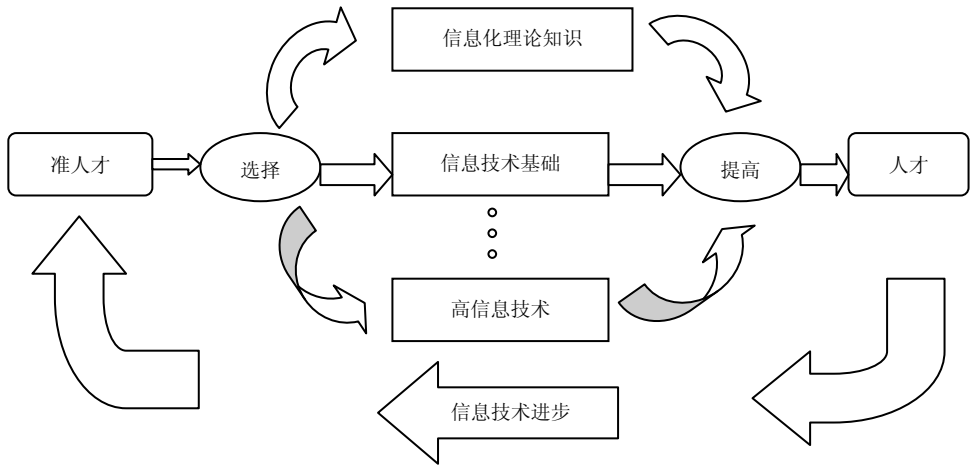 信息化理论知识
准人才
选择
信息技术基础
提高
人才
高信息技术
信息技术进步